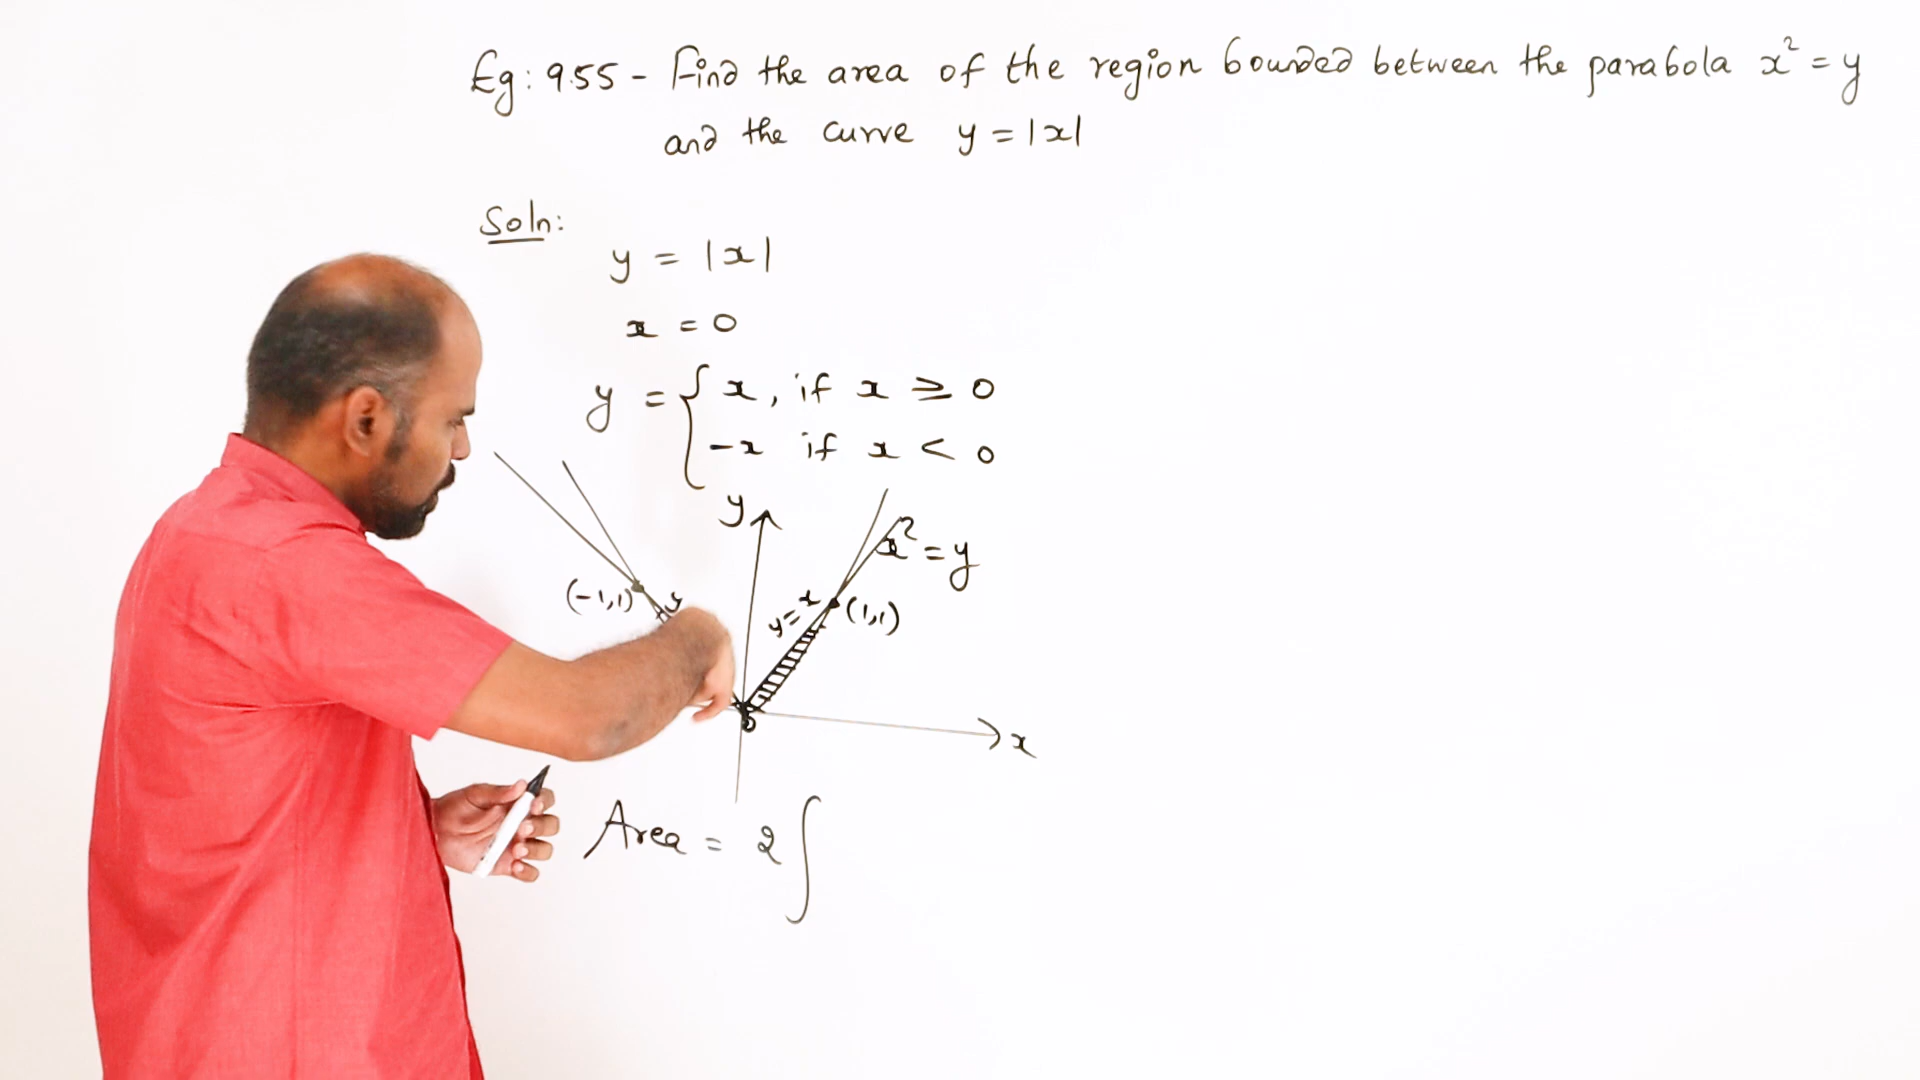 Eg: 9.55 - Find the area of the region bounded between the parabola x² = y
and the curve y = |x|
Soln:
y = |x|
x = 0
y = { x, if x ≥ 0
-x if x < 0
y
x² = y
(-1,1)
y = x
(1,1)
0
x
Area = 2 ∫